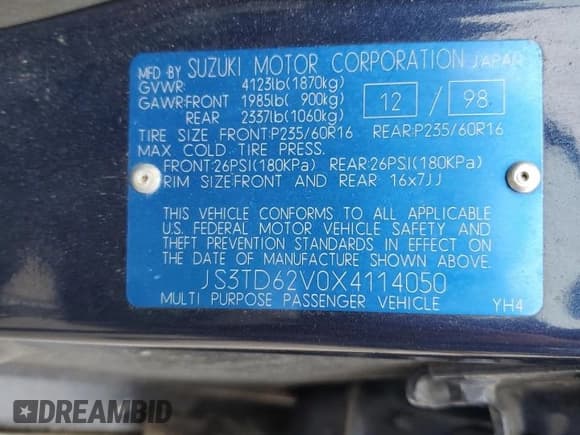 MFD BY SUZUKI MOTOR CORPORATION JAPAN
GVWR: 4123lb(1870kg)
GAWR:FRONT 1985lb( 900kg)
REAR 2337lb(1060kg)
12 / 98
TIRE SIZE FRONT:P235/60R16 REAR:P235/60R16
MAX COLD TIRE PRESS.
FRONT:26PSI(180KPa) REAR:26PSI(180KPa)
RIM SIZE:FRONT AND REAR 16x7JJ
THIS VEHICLE CONFORMS TO ALL APPLICABLE
U.S. FEDERAL MOTOR VEHICLE SAFETY AND
THEFT PREVENTION STANDARDS IN EFFECT ON
THE DATE OF MANUFACTURE SHOWN ABOVE.
JS3TD62V0X4114050
MULTI PURPOSE PASSENGER VEHICLE YH4
DREAMBID